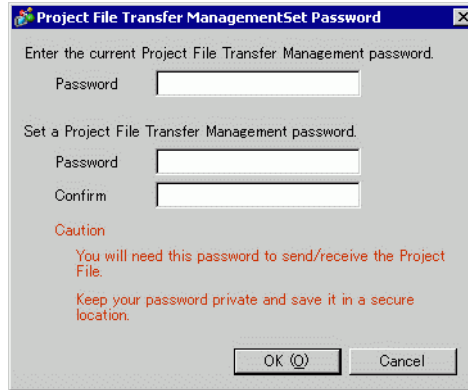 Project File Transfer ManagementSet Password
Enter the current Project File Transfer Management password.
Password
Set a Project File Transfer Management password.
Password
Confirm
Caution
You will need this password to send/receive the Project
File.
Keep your password private and save it in a secure
location.
OK (O) Cancel